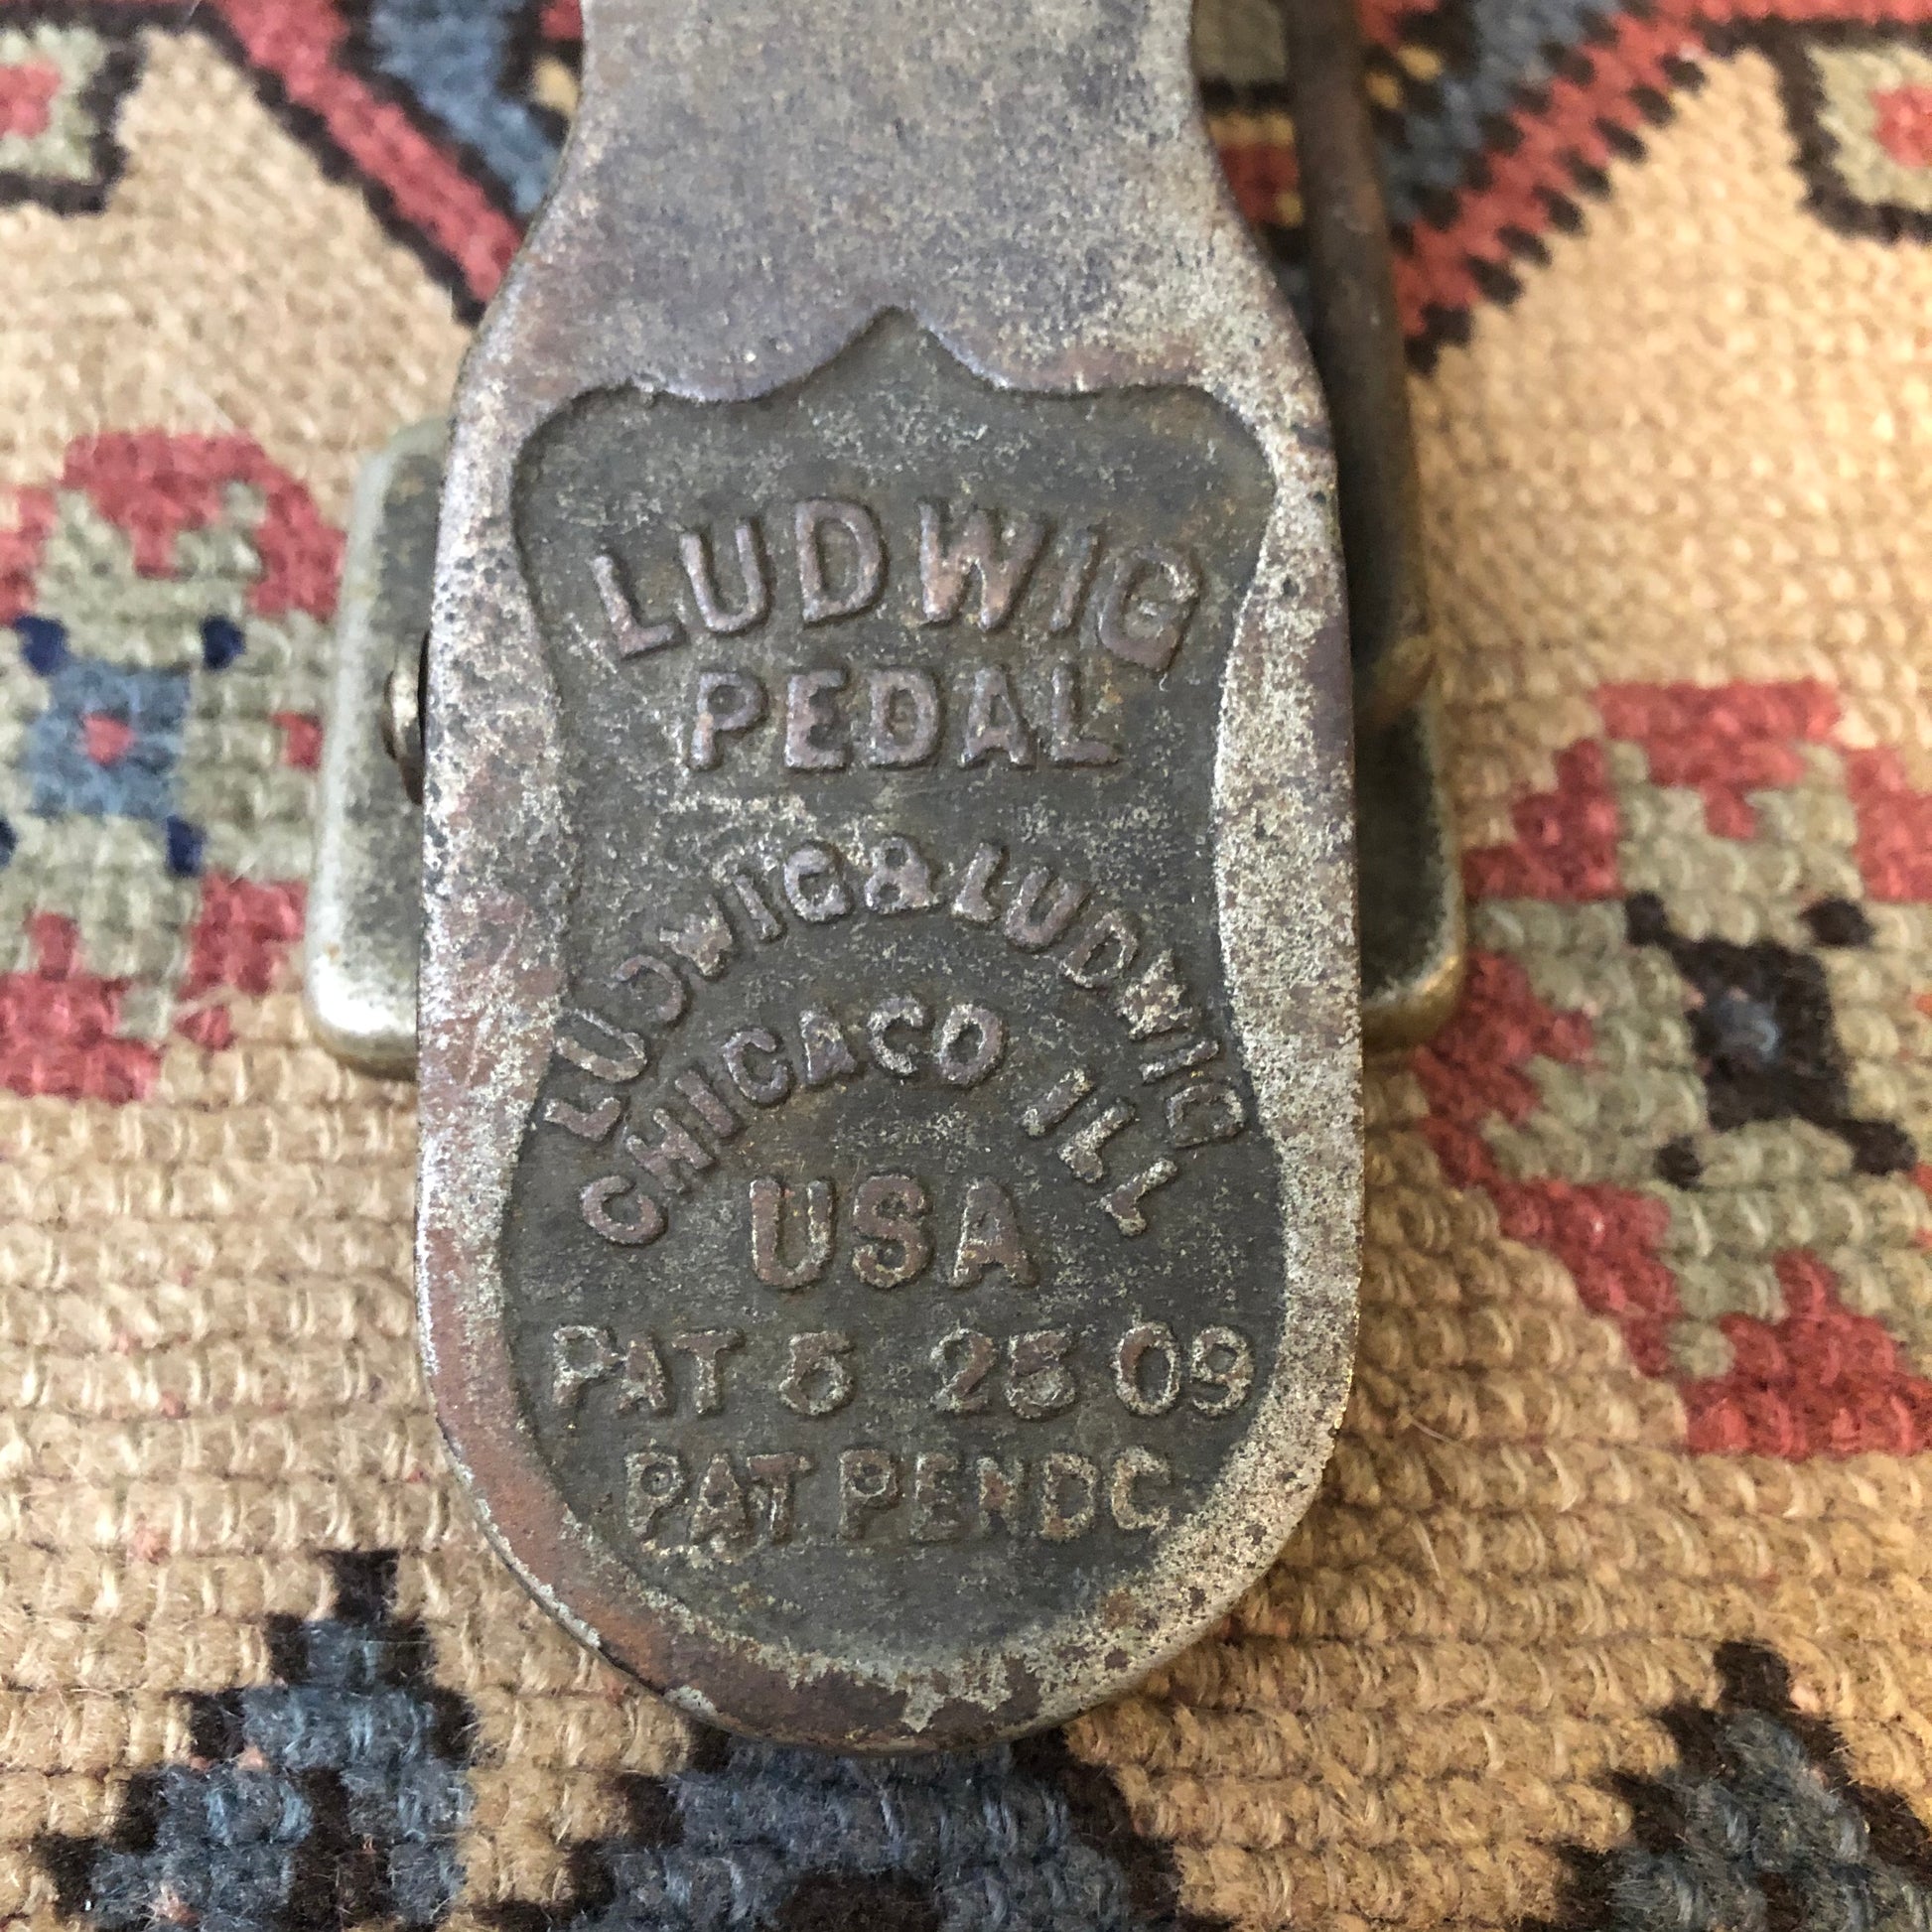 LUDWIG
PEDAL
LUDWIG & LUDWIG
CHICAGO ILL
USA
PAT 5 25 09
PAT PENDG